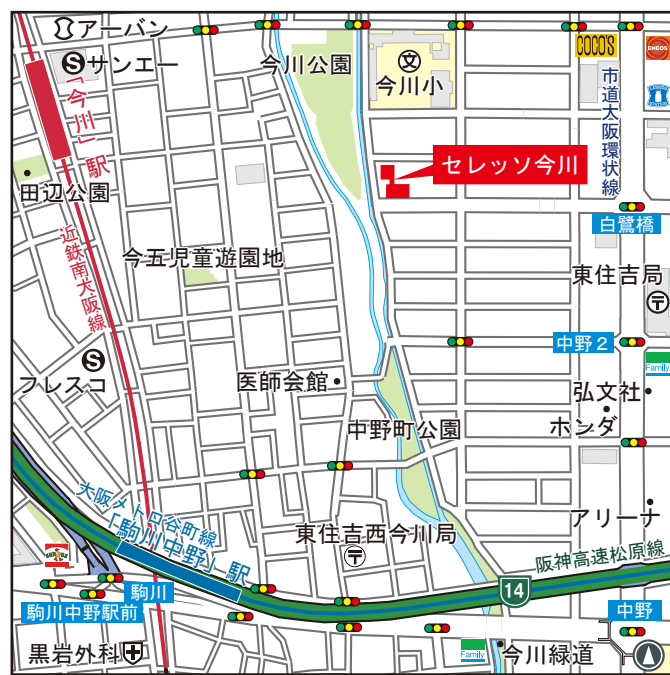 アーバン
S
サンエー
「今川」駅
田辺公園
近鉄南大阪線
今川公園
文
今川小
COCO'S
ENEOS
市道大阪環状線
セレッソ今川
白鷺橋
今五児童遊園地
東住吉局
〒
中野2
Family
S
フレスコ
医師会館
弘文社
ホンダ
中野町公園
アリーナ
大阪メトロ谷町線
「駒川中野」駅
東住吉西今川局
〒
阪神高速松原線
14
駒川
駒川中野駅前
中野
黒岩外科
Family
今川緑道